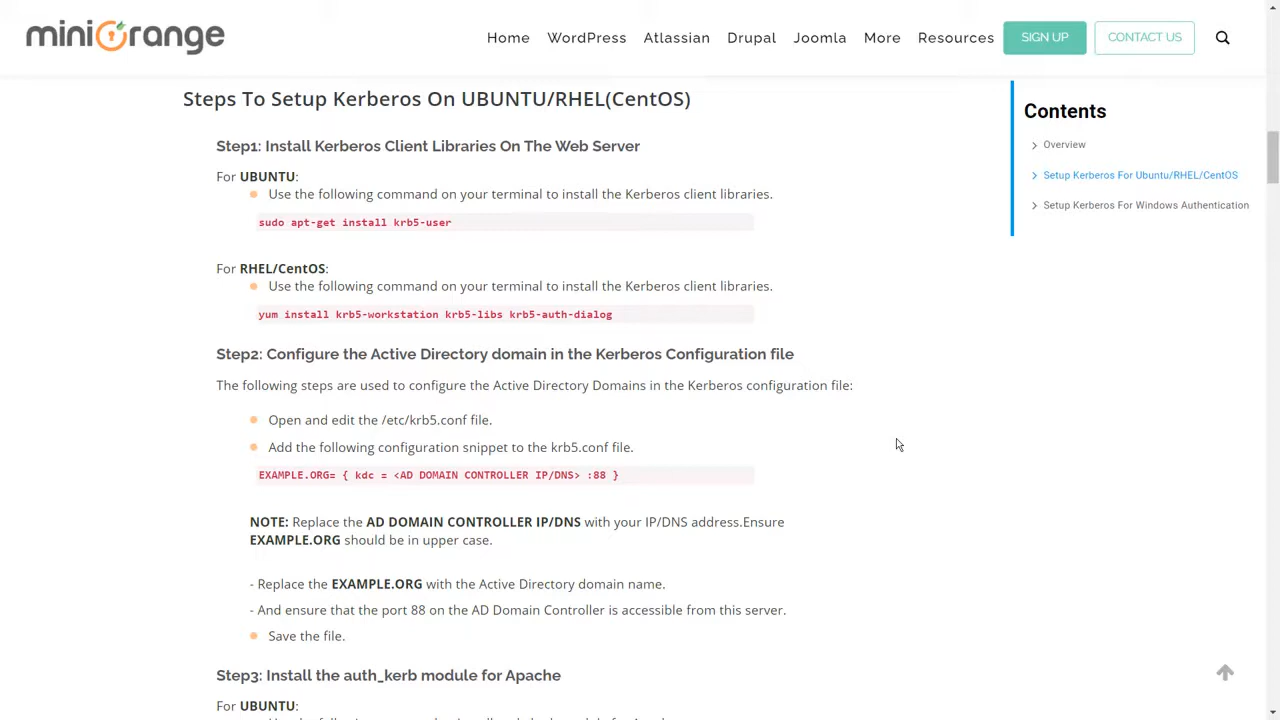 miniOrange
Home WordPress Atlassian Drupal Joomla More Resources SIGN UP CONTACT US
Steps To Setup Kerberos On UBUNTU/RHEL(CentOS)
Contents
Overview
Setup Kerberos For Ubuntu/RHEL/CentOS
Setup Kerberos For Windows Authentication
Step1: Install Kerberos Client Libraries On The Web Server
For UBUNTU:
Use the following command on your terminal to install the Kerberos client libraries.
sudo apt-get install krb5-user
For RHEL/CentOS:
Use the following command on your terminal to install the Kerberos client libraries.
yum install krb5-workstation krb5-libs krb5-auth-dialog
Step2: Configure the Active Directory domain in the Kerberos Configuration file
The following steps are used to configure the Active Directory Domains in the Kerberos configuration file:
Open and edit the /etc/krb5.conf file.
Add the following configuration snippet to the krb5.conf file.
EXAMPLE.ORG= { kdc = <AD DOMAIN CONTROLLER IP/DNS> :88 }
NOTE: Replace the AD DOMAIN CONTROLLER IP/DNS with your IP/DNS address.Ensure
EXAMPLE.ORG should be in upper case.
- Replace the EXAMPLE.ORG with the Active Directory domain name.
- And ensure that the port 88 on the AD Domain Controller is accessible from this server.
Save the file.
Step3: Install the auth_kerb module for Apache
For UBUNTU: